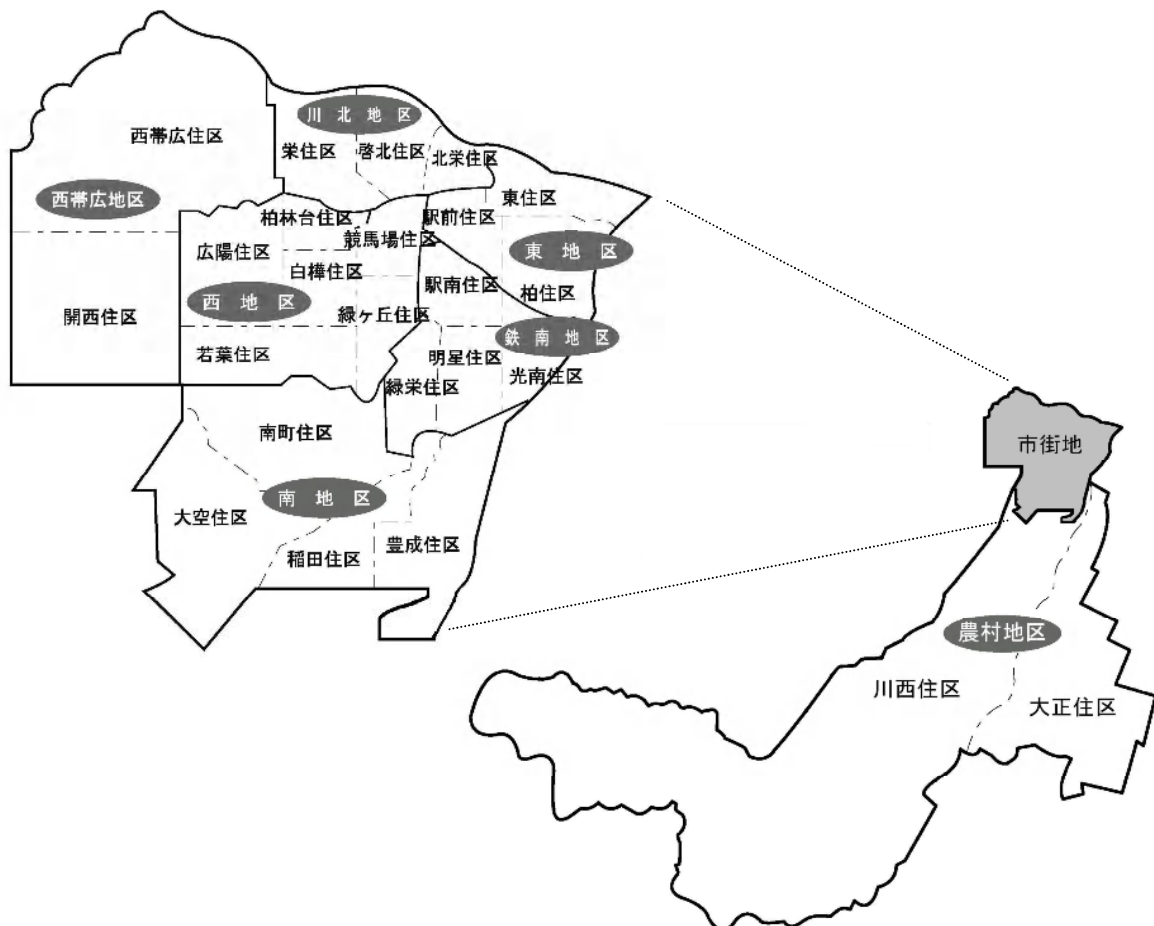 川北地区
西帯広住区
栄住区
啓北住区
北栄住区
西帯広地区
東住区
柏林台住区
駅前住区
競馬場住区
広陽住区
東地区
白樺住区
駅南住区
柏住区
西地区
開西住区
緑ヶ丘住区
鉄南地区
若葉住区
明星住区
光南住区
緑栄住区
南町住区
市街地
南地区
大空住区
豊成住区
稲田住区
農村地区
川西住区
大正住区